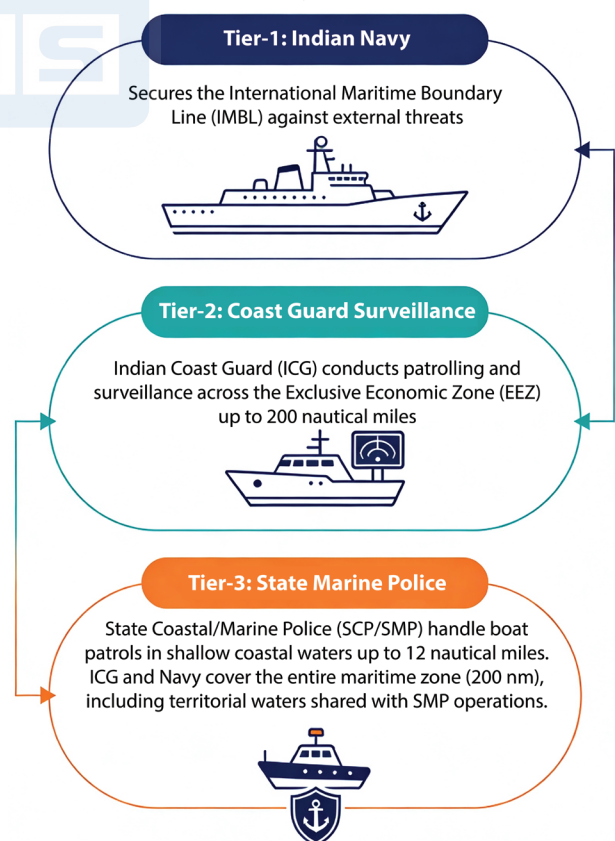 Tier-1: Indian Navy
Secures the International Maritime Boundary
Line (IMBL) against external threats
Tier-2: Coast Guard Surveillance
Indian Coast Guard (ICG) conducts patrolling and
surveillance across the Exclusive Economic Zone (EEZ)
up to 200 nautical miles
Tier-3: State Marine Police
State Coastal/Marine Police (SCP/SMP) handle boat
patrols in shallow coastal waters up to 12 nautical miles.
ICG and Navy cover the entire maritime zone (200 nm),
including territorial waters shared with SMP operations.